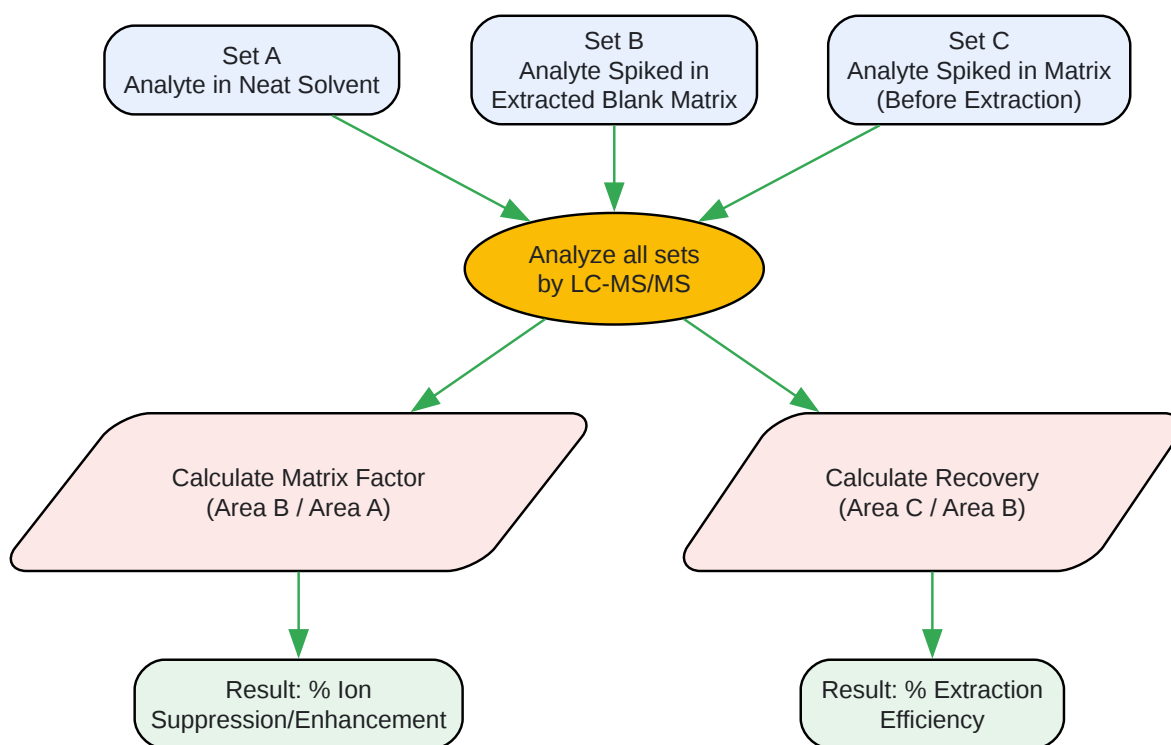 Set A
Analyte in Neat Solvent
Set B
Analyte Spiked in
Extracted Blank Matrix
Set C
Analyte Spiked in Matrix
(Before Extraction)
Analyze all sets
by LC-MS/MS
Calculate Matrix Factor
(Area B / Area A)
Calculate Recovery
(Area C / Area B)
Result: % Ion
Suppression/Enhancement
Result: % Extraction
Efficiency